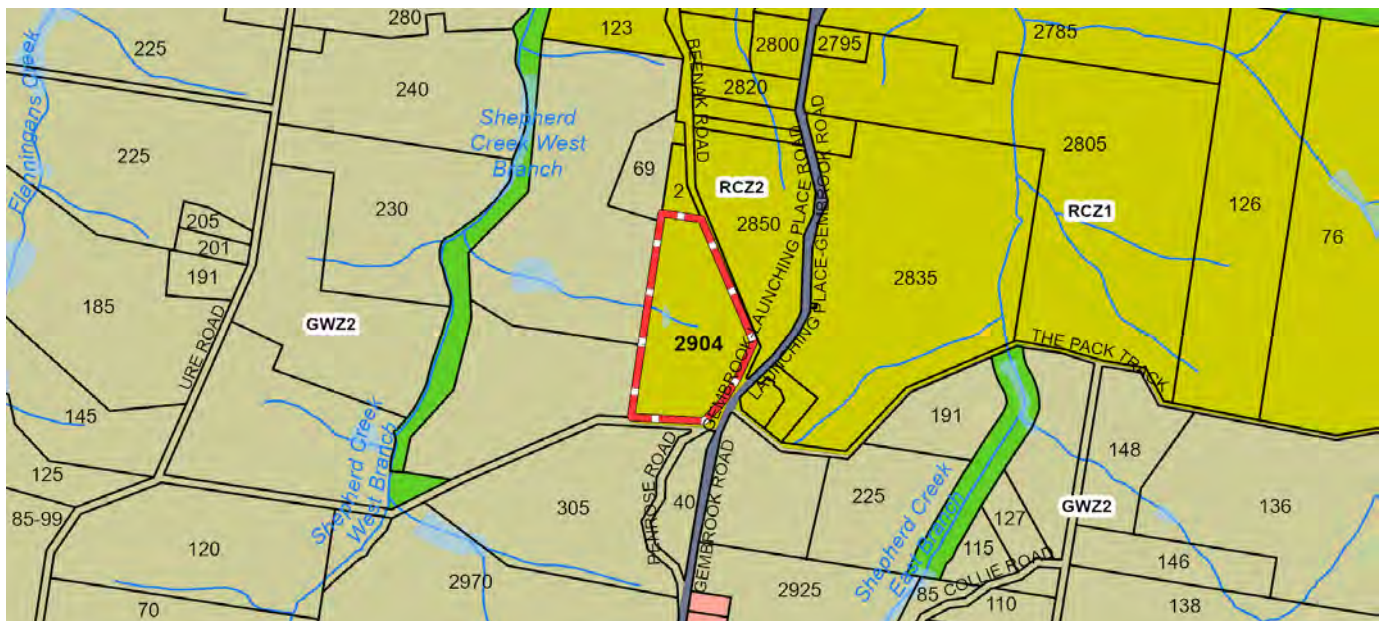 280
225
123
2800
2795
2785
BEENAK ROAD
240
2820
Flanningans Creek
Shepherd
Creek West
Branch
225
69
2805
RCZ2
2
126
76
RCZ1
205
230
2850
201
191
LAUNCHING PLACE-GEMBROOK ROAD
GEMBROOK-LAUNCHING PLACE ROAD
2835
185
GWZ2
URE ROAD
2904
THE PACK TRACK
145
191
148
125
Shepherd Creek
West Branch
305
PENROSE ROAD
40
GEMBROOK ROAD
225
Shepherd Creek
East Branch
127
GWZ2
136
85-99
120
115
COLLIE ROAD
146
70
2970
2925
85
110
138